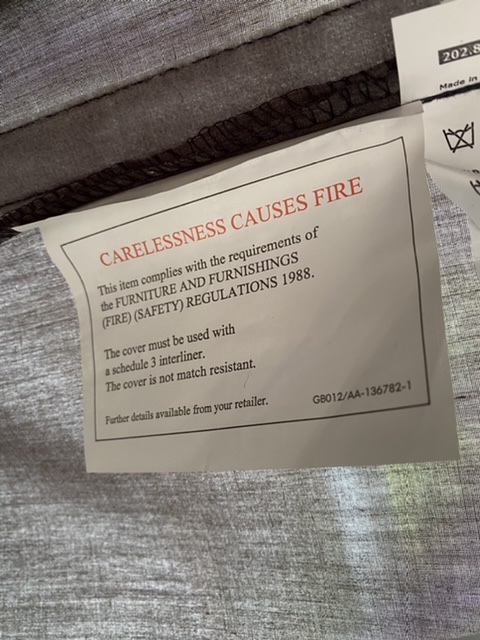 202.8
Made in
CARELESSNESS CAUSES FIRE
This item complies with the requirements of
the FURNITURE AND FURNISHINGS
(FIRE) (SAFETY) REGULATIONS 1988.
The cover must be used with
a schedule 3 interliner.
The cover is not match resistant.
Further details available from your retailer.
GB012/AA-136782-1